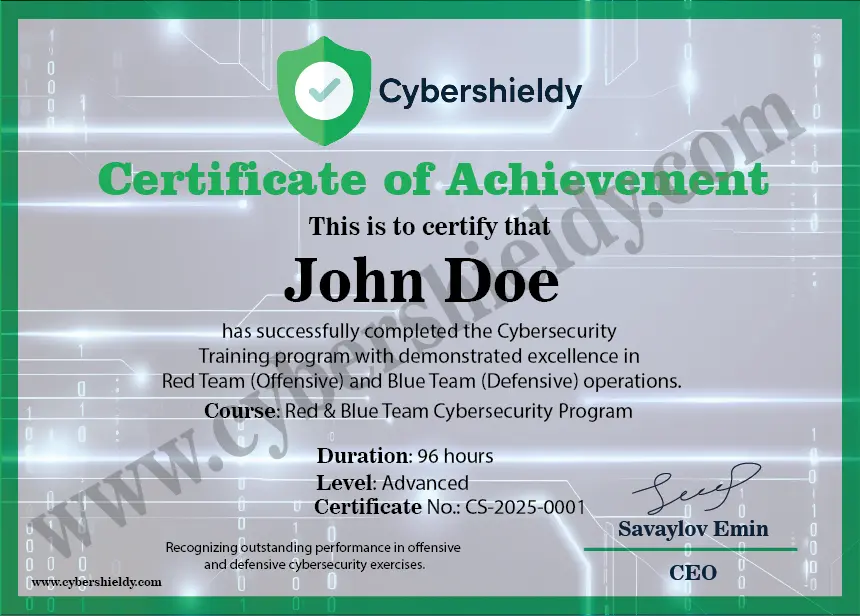 Cybershieldy
Certificate of Achievement
This is to certify that
John Doe
has successfully completed the Cybersecurity
Training program with demonstrated excellence in
Red Team (Offensive) and Blue Team (Defensive) operations.
Course: Red & Blue Team Cybersecurity Program
Duration: 96 hours
Level: Advanced
Certificate No.: CS-2025-0001
Savaylov Emin
CEO
Recognizing outstanding performance in offensive
and defensive cybersecurity exercises.
www.cybershieldy.com
www.cybershieldy.com